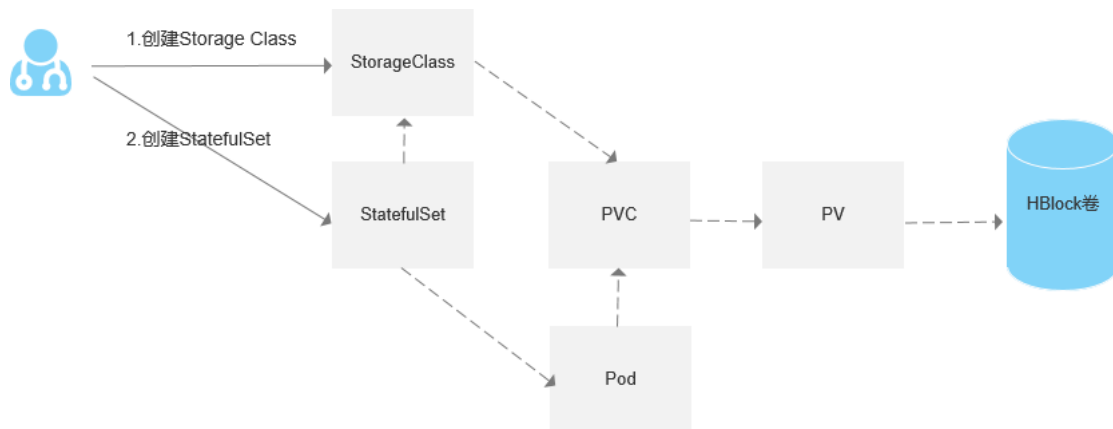 1.创建Storage Class
StorageClass
2.创建StatefulSet
StatefulSet
PVC
PV
HBlock卷
Pod